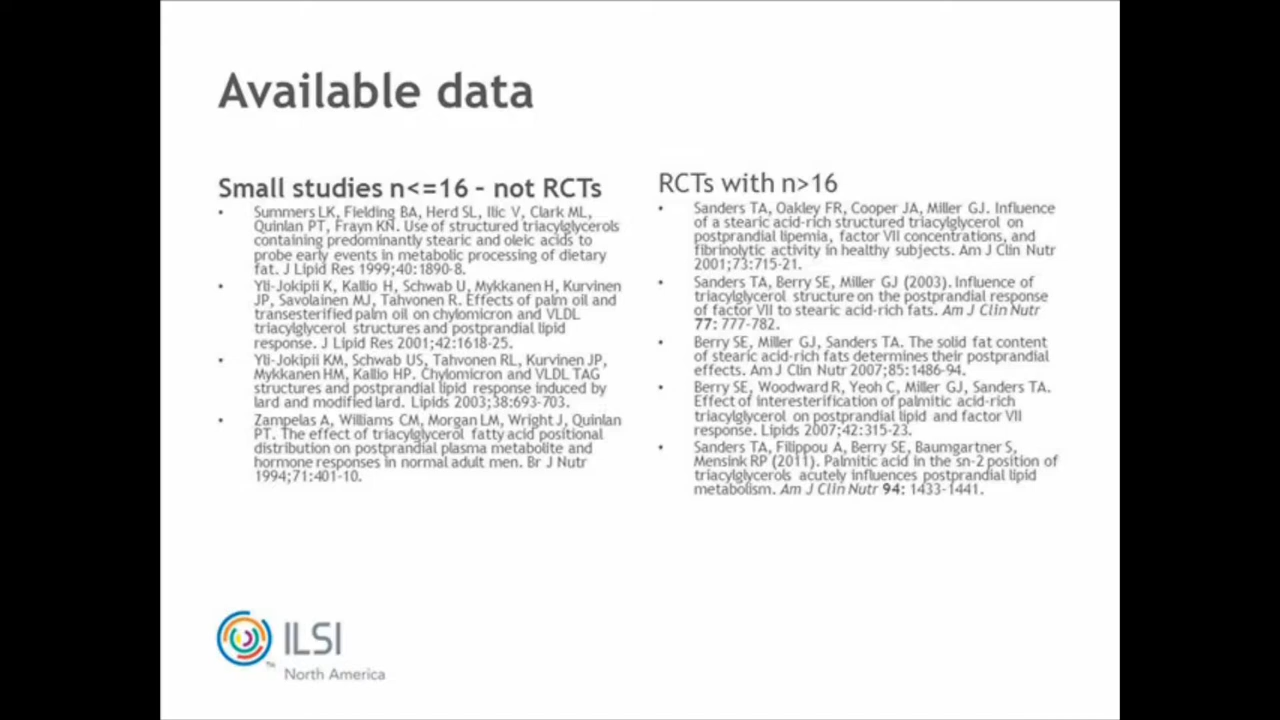 Available data
Small studies n<=16 – not RCTs
• Summers LK, Fielding BA, Herd SL, Ilic V, Clark ML,
Quinlan PT, Frayn KN. Use of structured triacylglycerols
containing predominantly stearic and oleic acids to
probe early events in metabolic processing of dietary
fat. J Lipid Res 1999;40:1890-8.
• Yli-Jokipii K, Kallio H, Schwab U, Mykkanen H, Kurvinen
JP, Savolainen MJ, Tahvonen R. Effects of palm oil and
transesterified palm oil on chylomicron and VLDL
triacylglycerol structures and postprandial lipid
response. J Lipid Res 2001;42:1618-25.
• Yli-Jokipii KM, Schwab US, Tahvonen RL, Kurvinen JP,
Mykkanen HM, Kallio HP. Chylomicron and VLDL TAG
structures and postprandial lipid response induced by
lard and modified lard. Lipids 2003;38:693-703.
• Zampelas A, Williams CM, Morgan LM, Wright J, Quinlan
PT. The effect of triacylglycerol fatty acid positional
distribution on postprandial plasma metabolite and
hormone responses in normal adult men. Br J Nutr
1994;71:401-10.
RCTs with n>16
• Sanders TA, Oakley FR, Cooper JA, Miller GJ. Influence
of a stearic acid-rich structured triacylglycerol on
postprandial lipemia, factor VII concentrations, and
fibrinolytic activity in healthy subjects. Am J Clin Nutr
2001;73:715-21.
• Sanders TA, Berry SE, Miller GJ (2003). Influence of
triacylglycerol structure on the postprandial response
of factor VII to stearic acid-rich fats. Am J Clin Nutr
77: 777-782.
• Berry SE, Miller GJ, Sanders TA. The solid fat content
of stearic acid-rich fats determines their postprandial
effects. Am J Clin Nutr 2007;85:1486-94.
• Berry SE, Woodward R, Yeoh C, Miller GJ, Sanders TA.
Effect of interesterification of palmitic acid-rich
triacylglycerol on postprandial lipid and factor VII
response. Lipids 2007;42:315-23.
• Sanders TA, Filippou A, Berry SE, Baumgartner S,
Mensink RP (2011). Palmitic acid in the sn-2 position of
triacylglycerols acutely influences postprandial lipid
metabolism. Am J Clin Nutr 94: 1433-1441.
ILSI
TM
North America